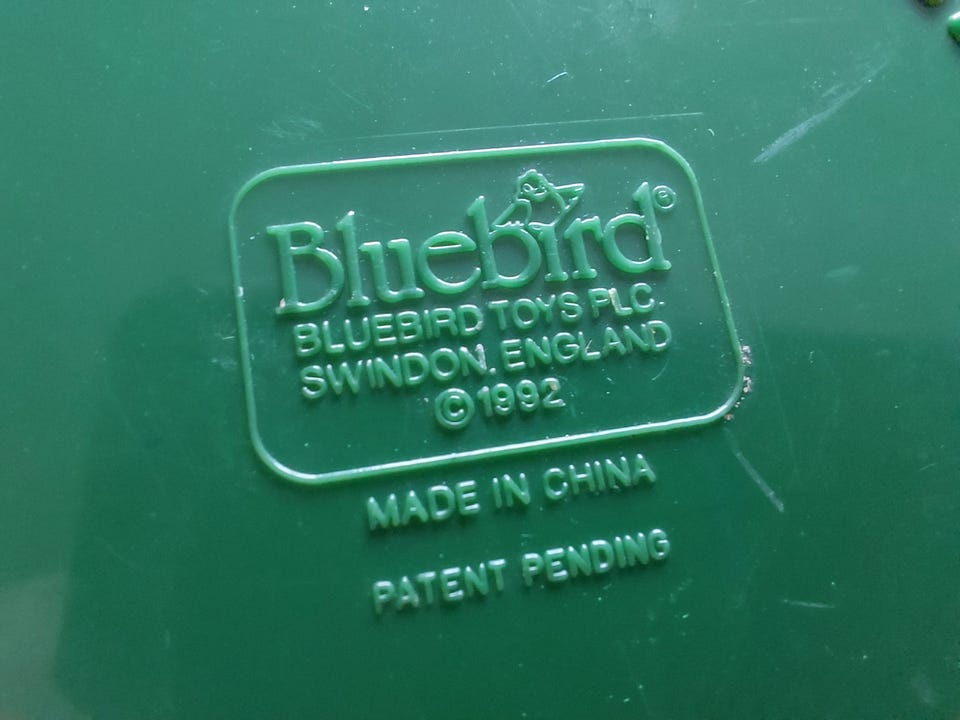 Bluebird®
BLUEBIRD TOYS PLC.
SWINDON. ENGLAND
©1992
MADE IN CHINA
PATENT PENDING